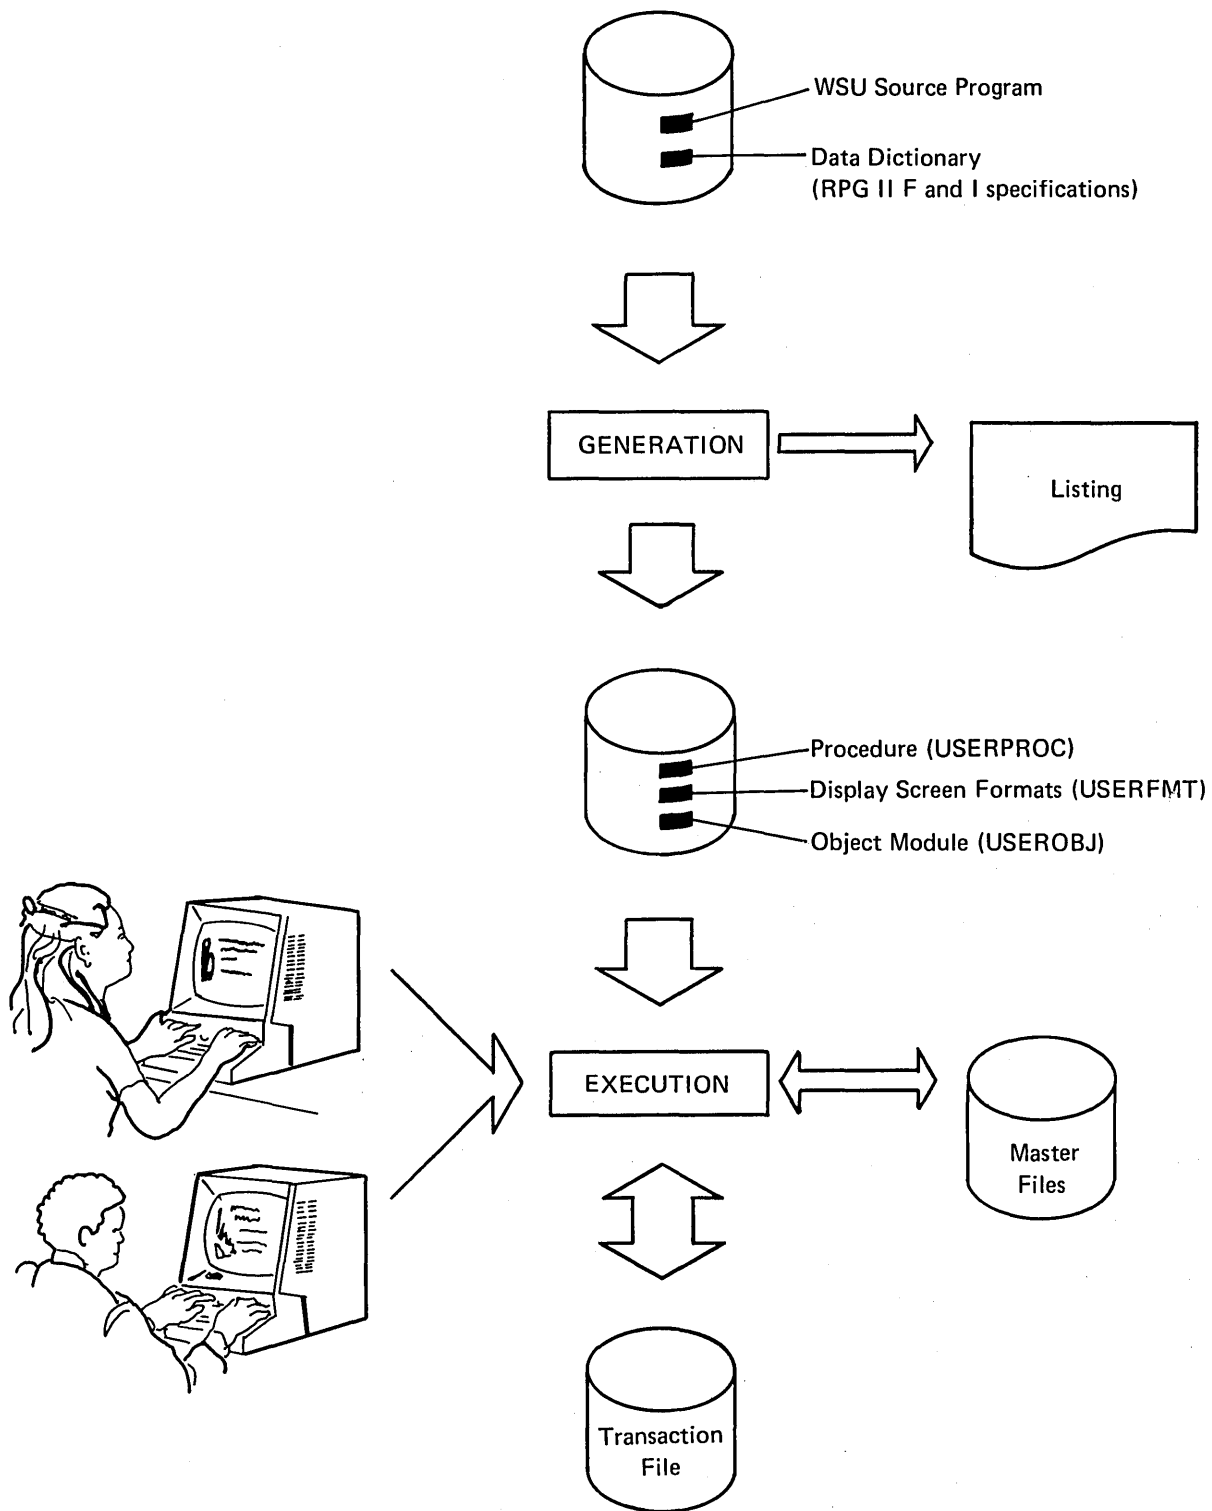 WSU Source Program
Data Dictionary
(RPG II F and I specifications)
GENERATION
Listing
Procedure (USERPROC)
Display Screen Formats (USERFMT)
Object Module (USEROBJ)
EXECUTION
Master
Files
Transaction
File